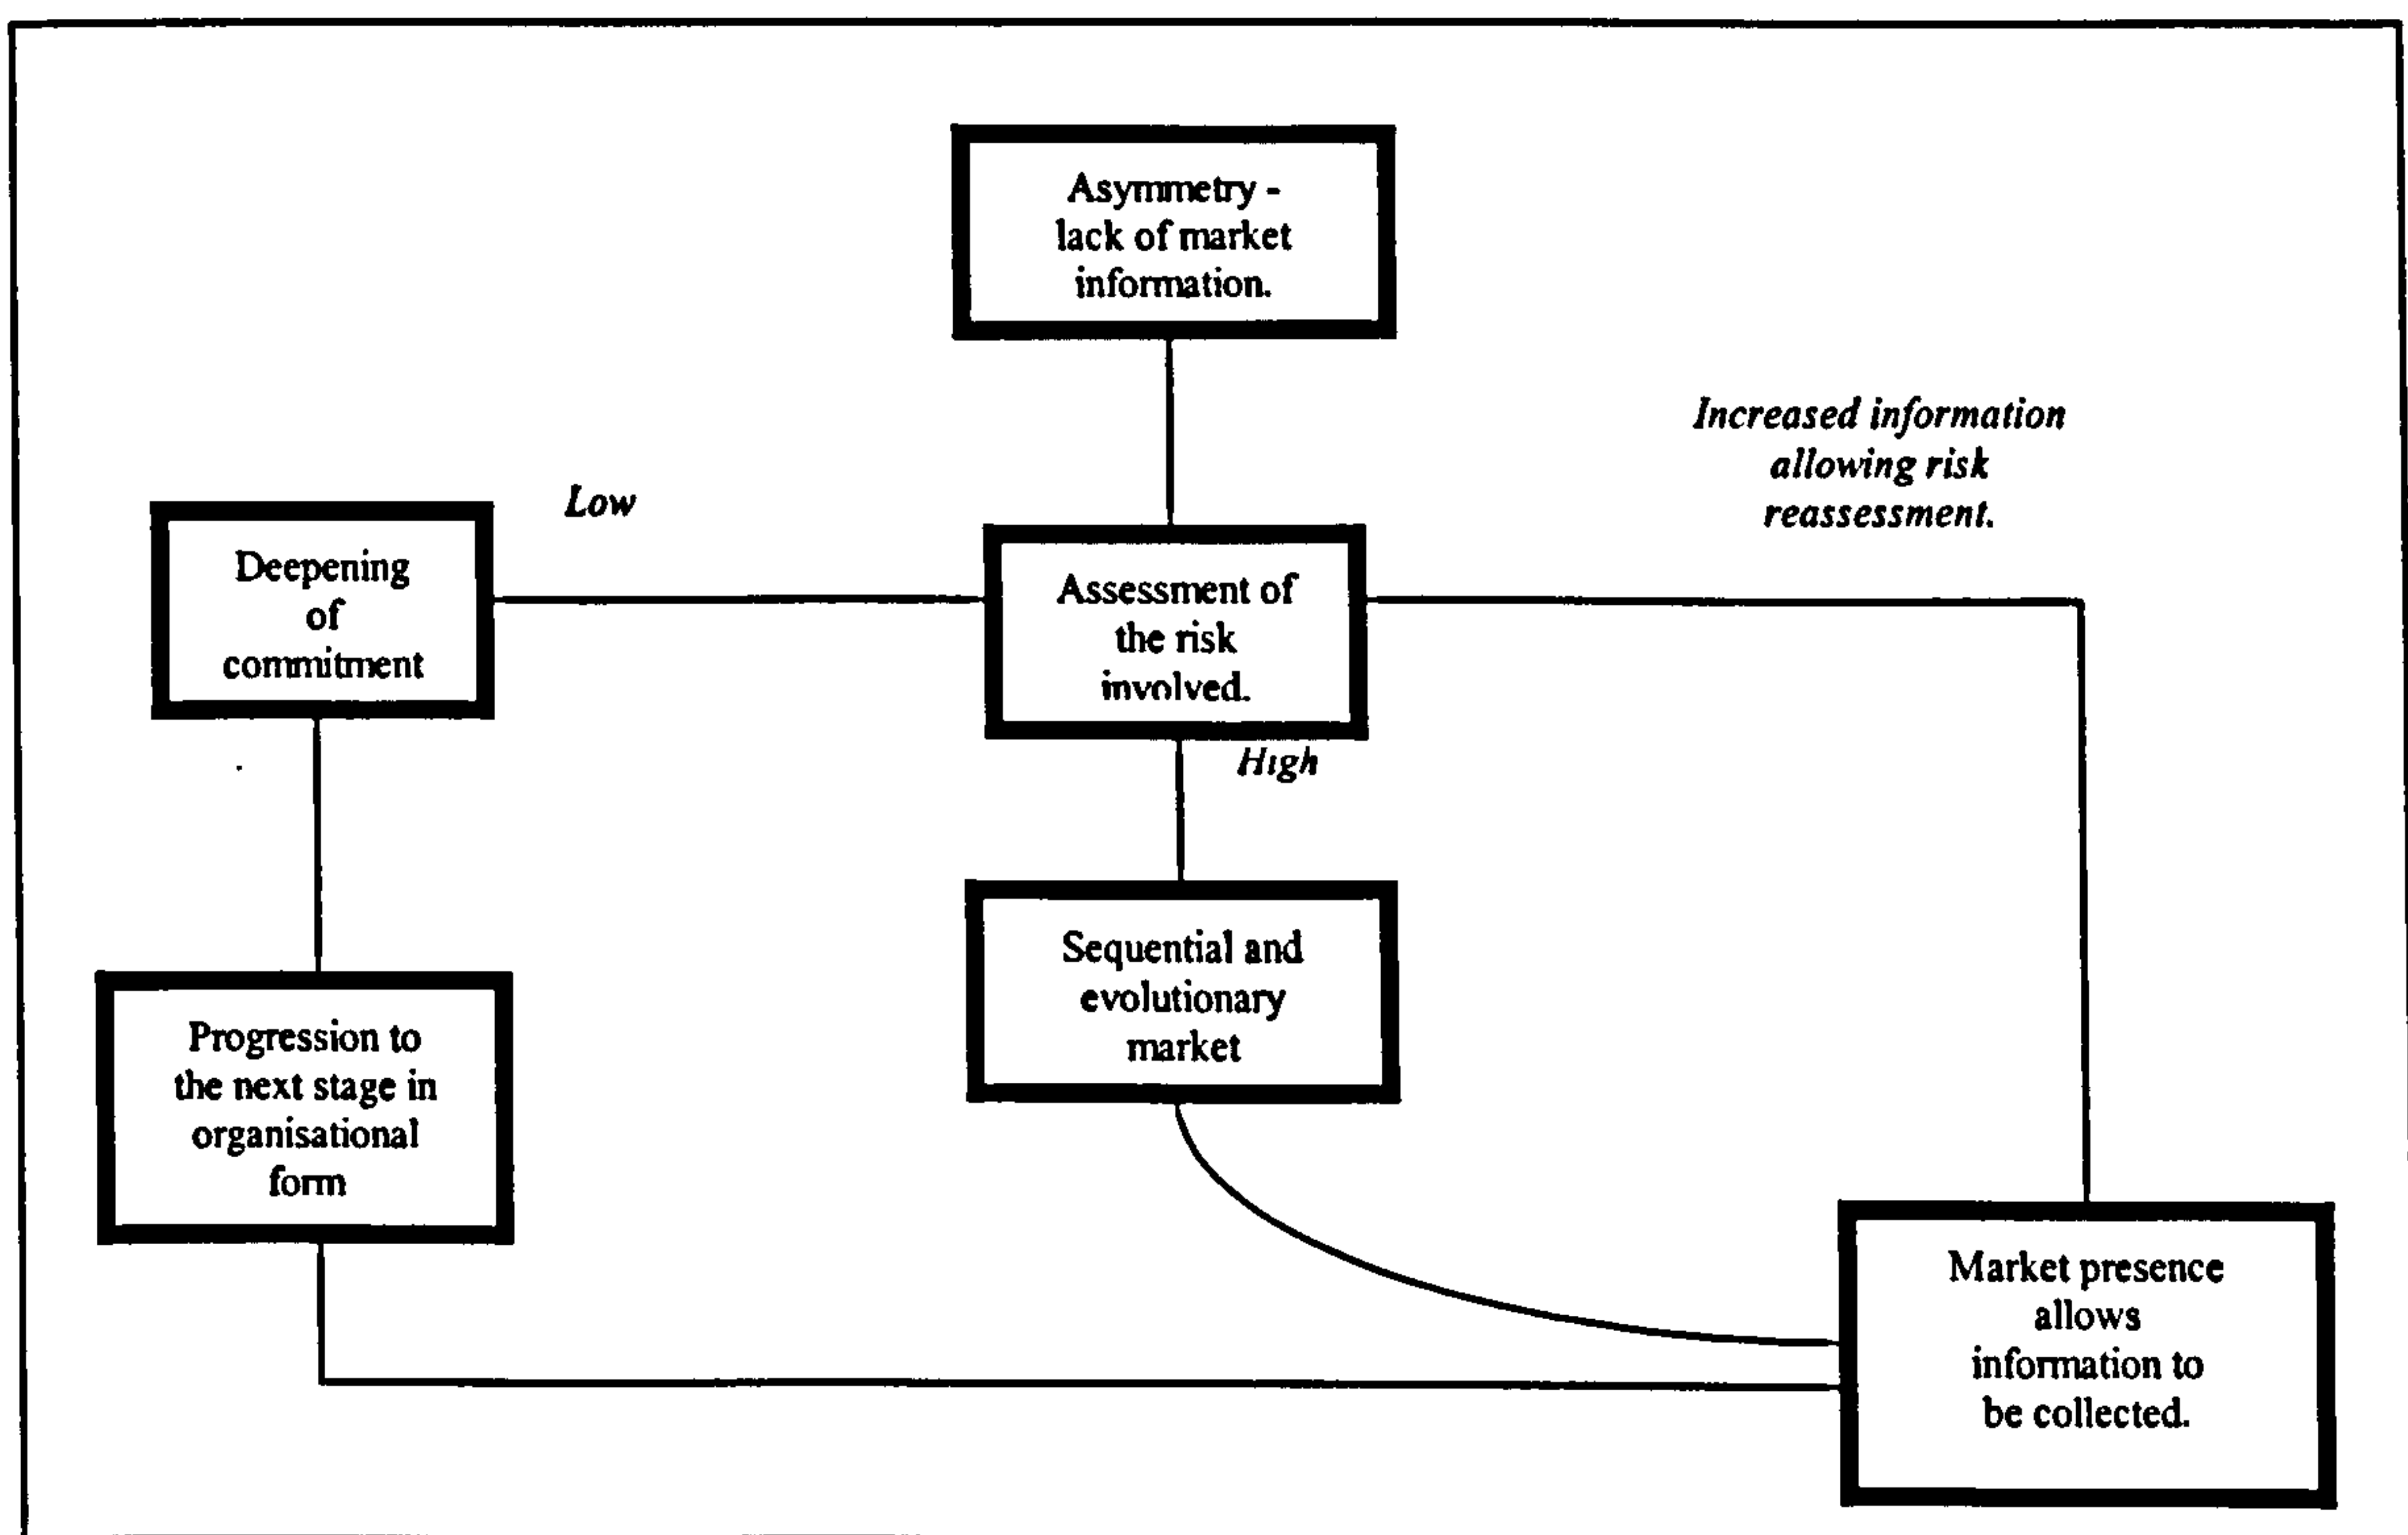 Asymmetry -
lack of market
information.
Increased information
allowing risk
reassessment.
Low
Deepening
of
commitment
Assessment of
the risk
involved.
High
Sequential and
evolutionary
market
Progression to
the next stage in
organisational
form
Market presence
allows
information to
be collected.